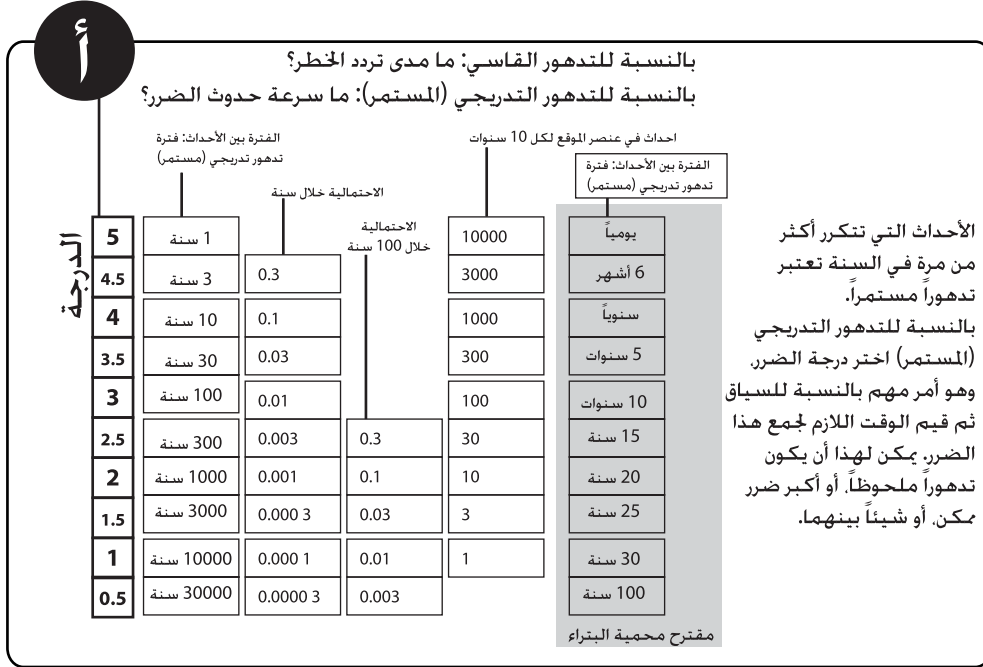 أ
بالنسبة للتدهور القاسي: ما مدى تردد الخطر؟
بالنسبة للتدهور التدريجي (المستمر): ما سرعة حدوث الضرر؟
احداث في عنصر الموقع لكل 10 سنوات
الفترة بين الأحداث: فترة
تدهور تدريجي (مستمر)
الفترة بين الأحداث: فترة
تدهور تدريجي (مستمر)
الاحتمالية خلال سنة
الاحتمالية
خلال 100 سنة
الدرجة
5 1 سنة 10000 يومياً
4.5 3 سنة 0.3 3000 6 أشهر
4 10 سنة 0.1 1000 سنوياً
3.5 30 سنة 0.03 300 5 سنوات
3 100 سنة 0.01 100 10 سنوات
2.5 300 سنة 0.003 0.3 30 15 سنة
2 1000 سنة 0.001 0.1 10 20 سنة
1.5 3000 سنة 0.000 3 0.03 3 25 سنة
1 10000 سنة 0.000 1 0.01 1 30 سنة
0.5 30000 سنة 0.0000 3 0.003 100 سنة
مقترح محمية البتراء
الأحداث التي تتكرر أكثر
من مرة في السنة تعتبر
تدهوراً مستمراً.
بالنسبة للتدهور التدريجي
(المستمر) اختر درجة الضرر،
وهو أمر مهم بالنسبة للسياق
ثم قيم الوقت اللازم لجمع هذا
الضرر. يمكن لهذا أن يكون
تدهوراً ملحوظاً، أو أكبر ضرر
ممكن، أو شيئاً بينهما.